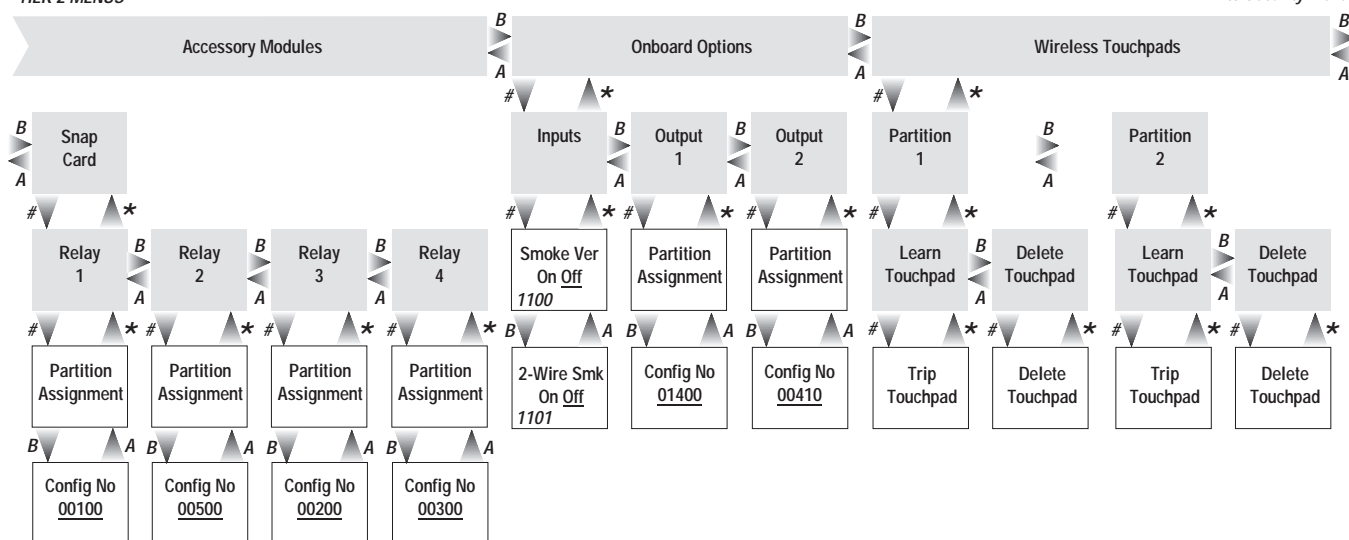 2 MENUS
B B B
Accessory Modules Onboard Options Wireless Touchpads
A A A
# * # *
B Snap Card A
Inputs B A Output 1 B A Output 2
Partition 1 B A Partition 2
# * # * # * # * # * # *
Relay 1 B A Relay 2 B A Relay 3 B A Relay 4
Smoke Ver
On Off
1100
Partition Assignment
Partition Assignment
Learn Touchpad B A Delete Touchpad
Learn Touchpad B A Delete Touchpad
# * # * # * # * B A B A B A # * # * # * # *
Partition Assignment
Partition Assignment
Partition Assignment
Partition Assignment
2-Wire Smk
On Off
1101
Config No
01400
Config No
00410
Trip Touchpad
Delete Touchpad
Trip Touchpad
Delete Touchpad
B A B A B A B A
Config No
00100
Config No
00500
Config No
00200
Config No
00300